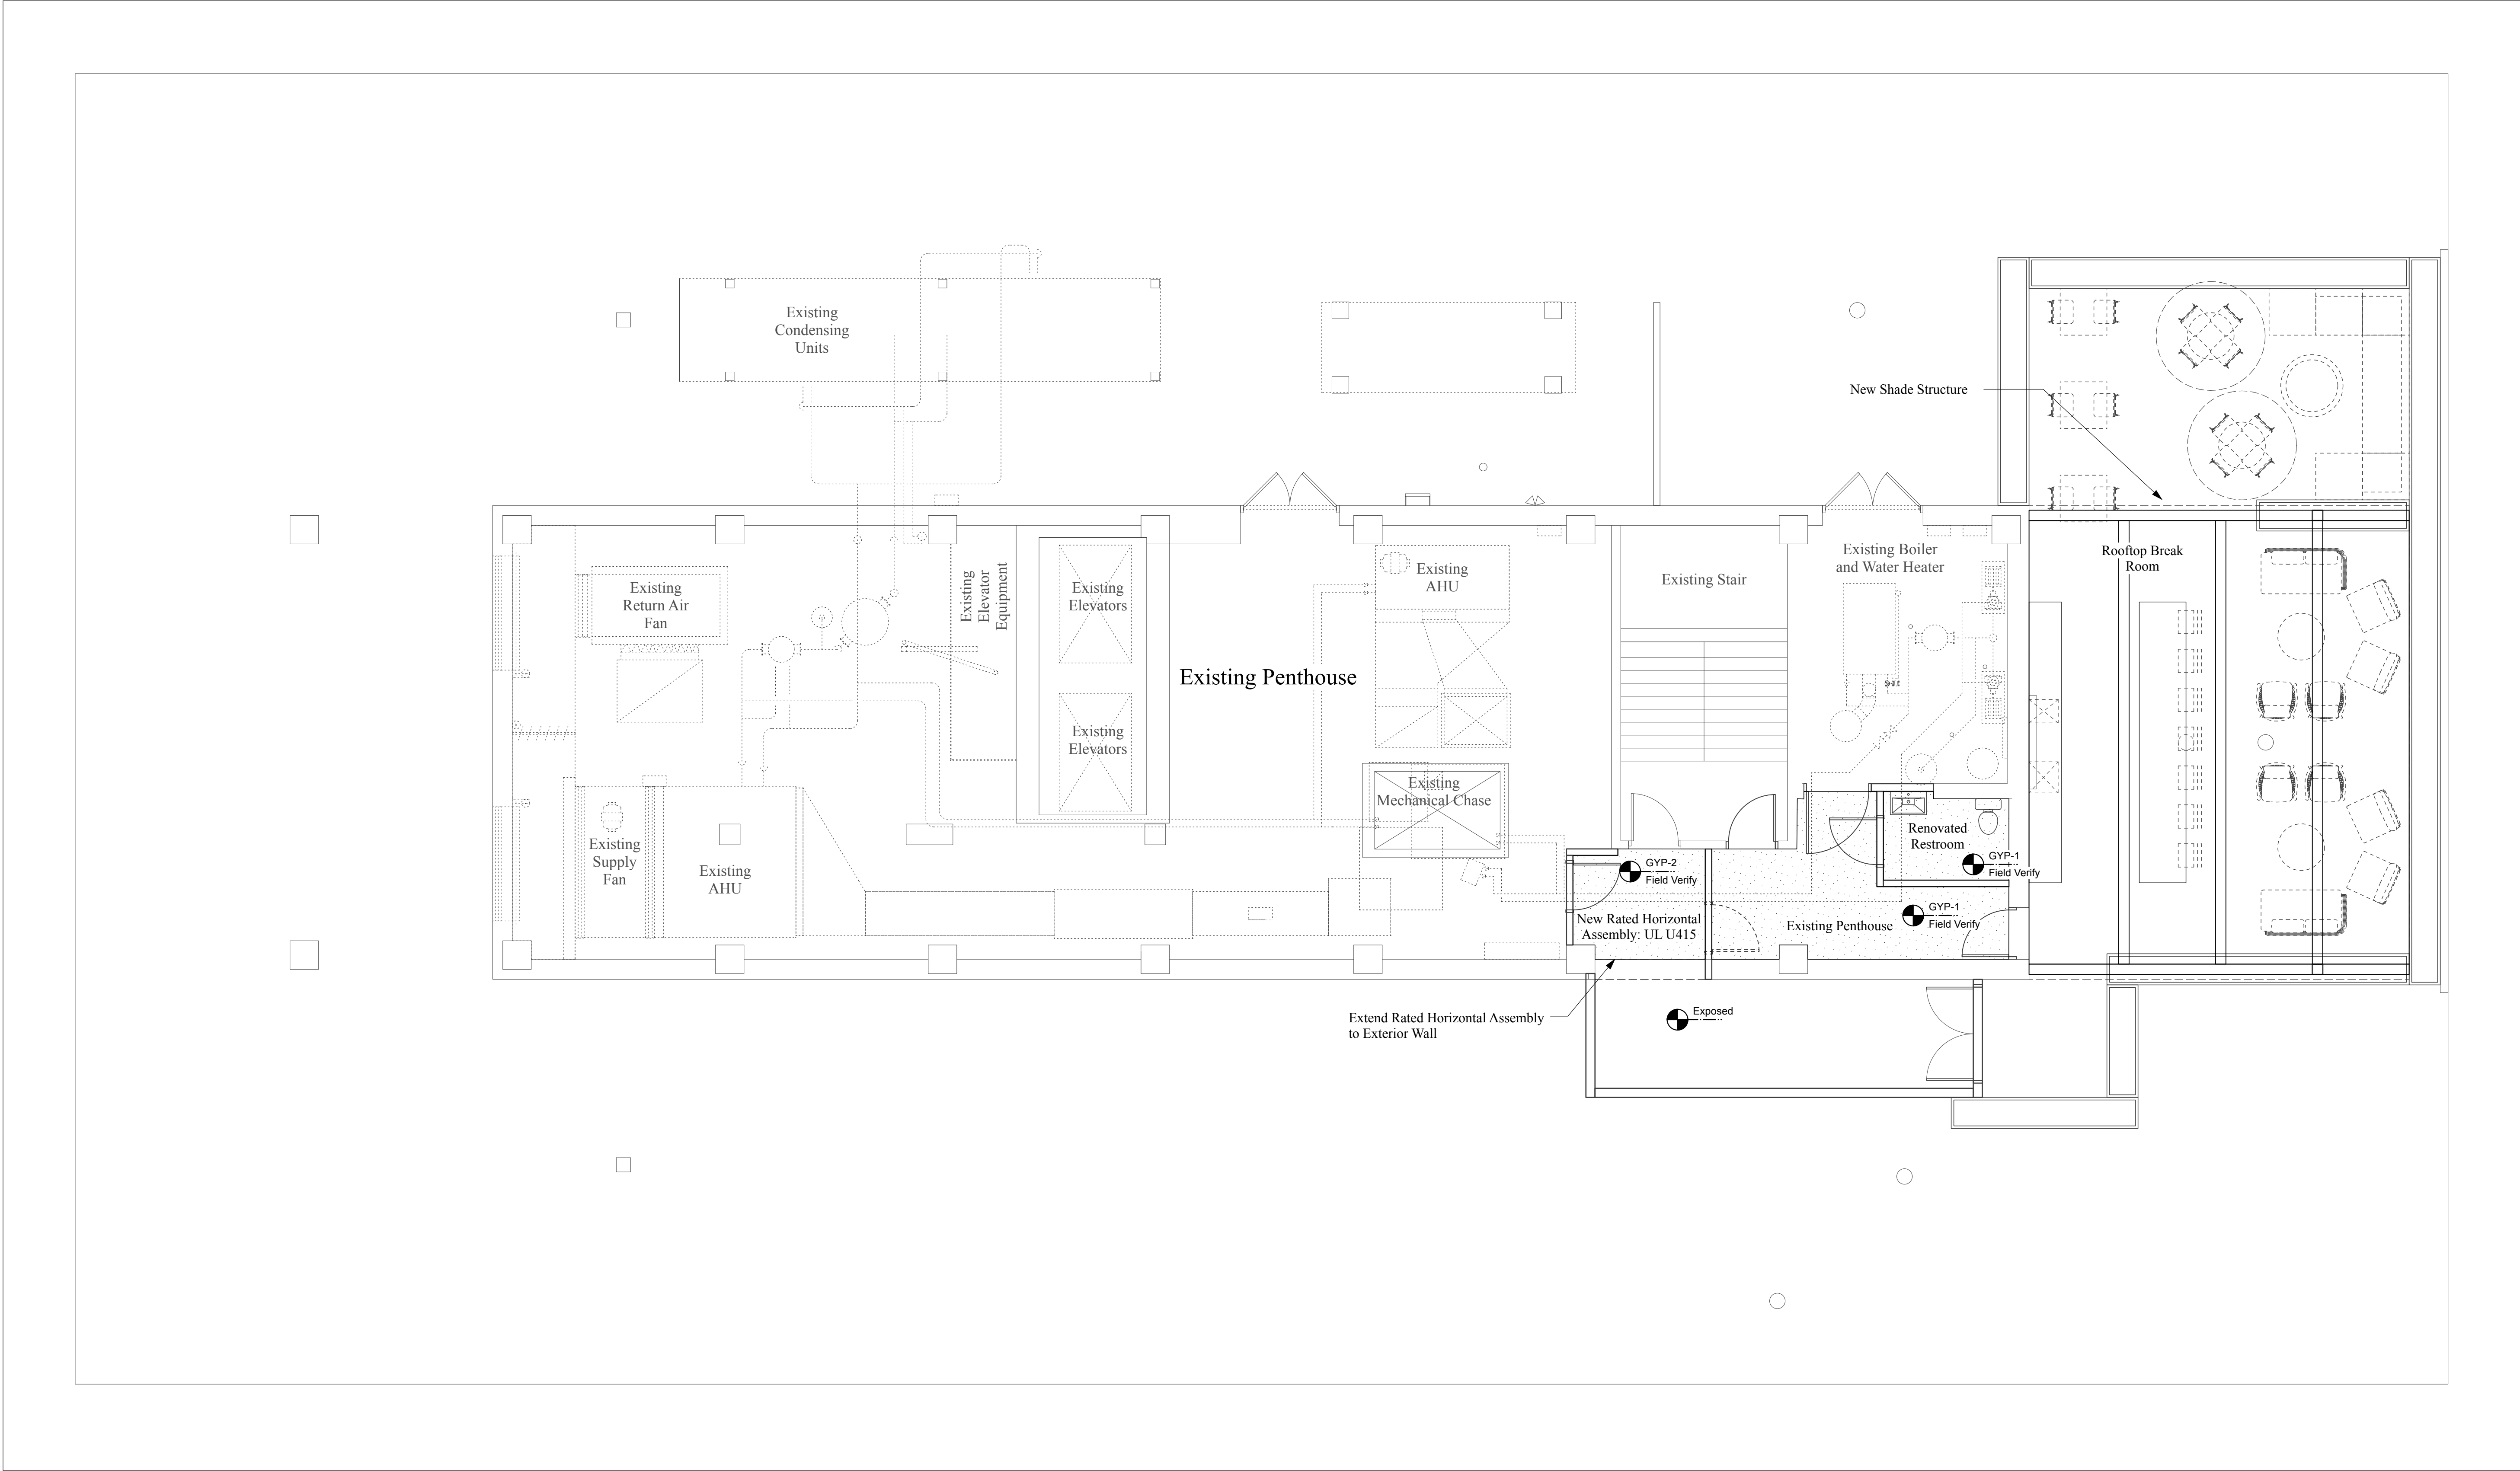 Existing
Condensing
Units
New Shade Structure
Existing
Return Air
Fan
Existing
Elevator
Equipment
Existing
Elevators
Existing
AHU
Existing Stair
Existing Boiler
and Water Heater
Rooftop Break
Room
Existing Penthouse
Existing
Elevators
Existing
Mechanical Chase
Existing
Supply
Fan
Existing
AHU
Renovated
Restroom
GYP-2
Field Verify
GYP-1
Field Verify
New Rated Horizontal
Assembly: UL U415
Existing Penthouse
GYP-1
Field Verify
Extend Rated Horizontal Assembly
to Exterior Wall
Exposed